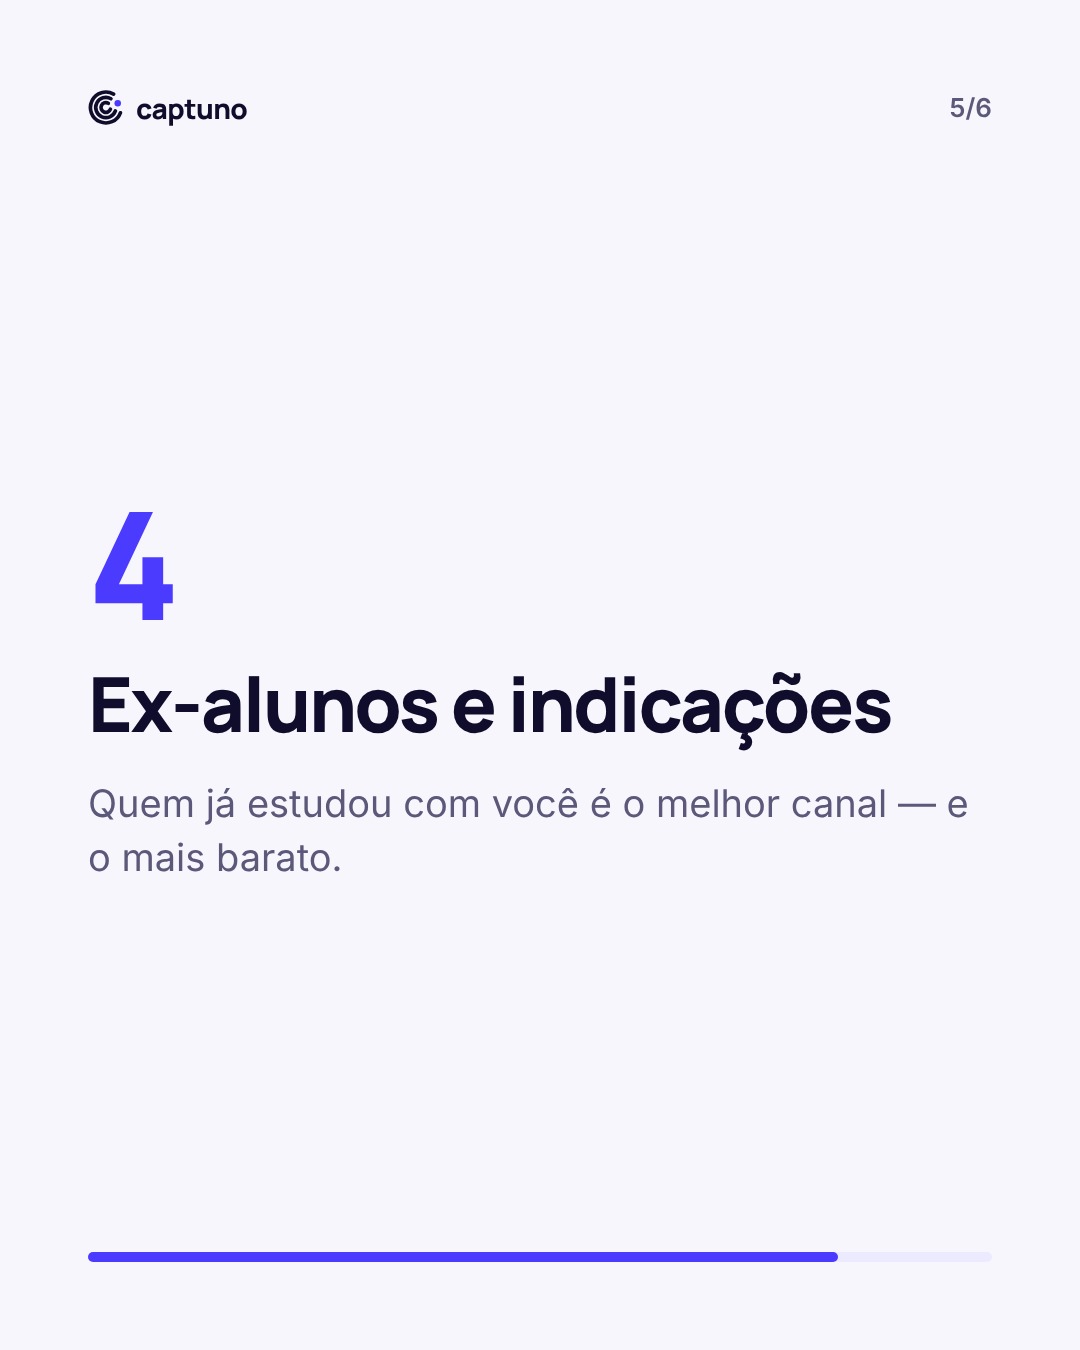 captuno
5/6
4
Ex-alunos e indicações
Quem já estudou com você é o melhor canal — e
o mais barato.